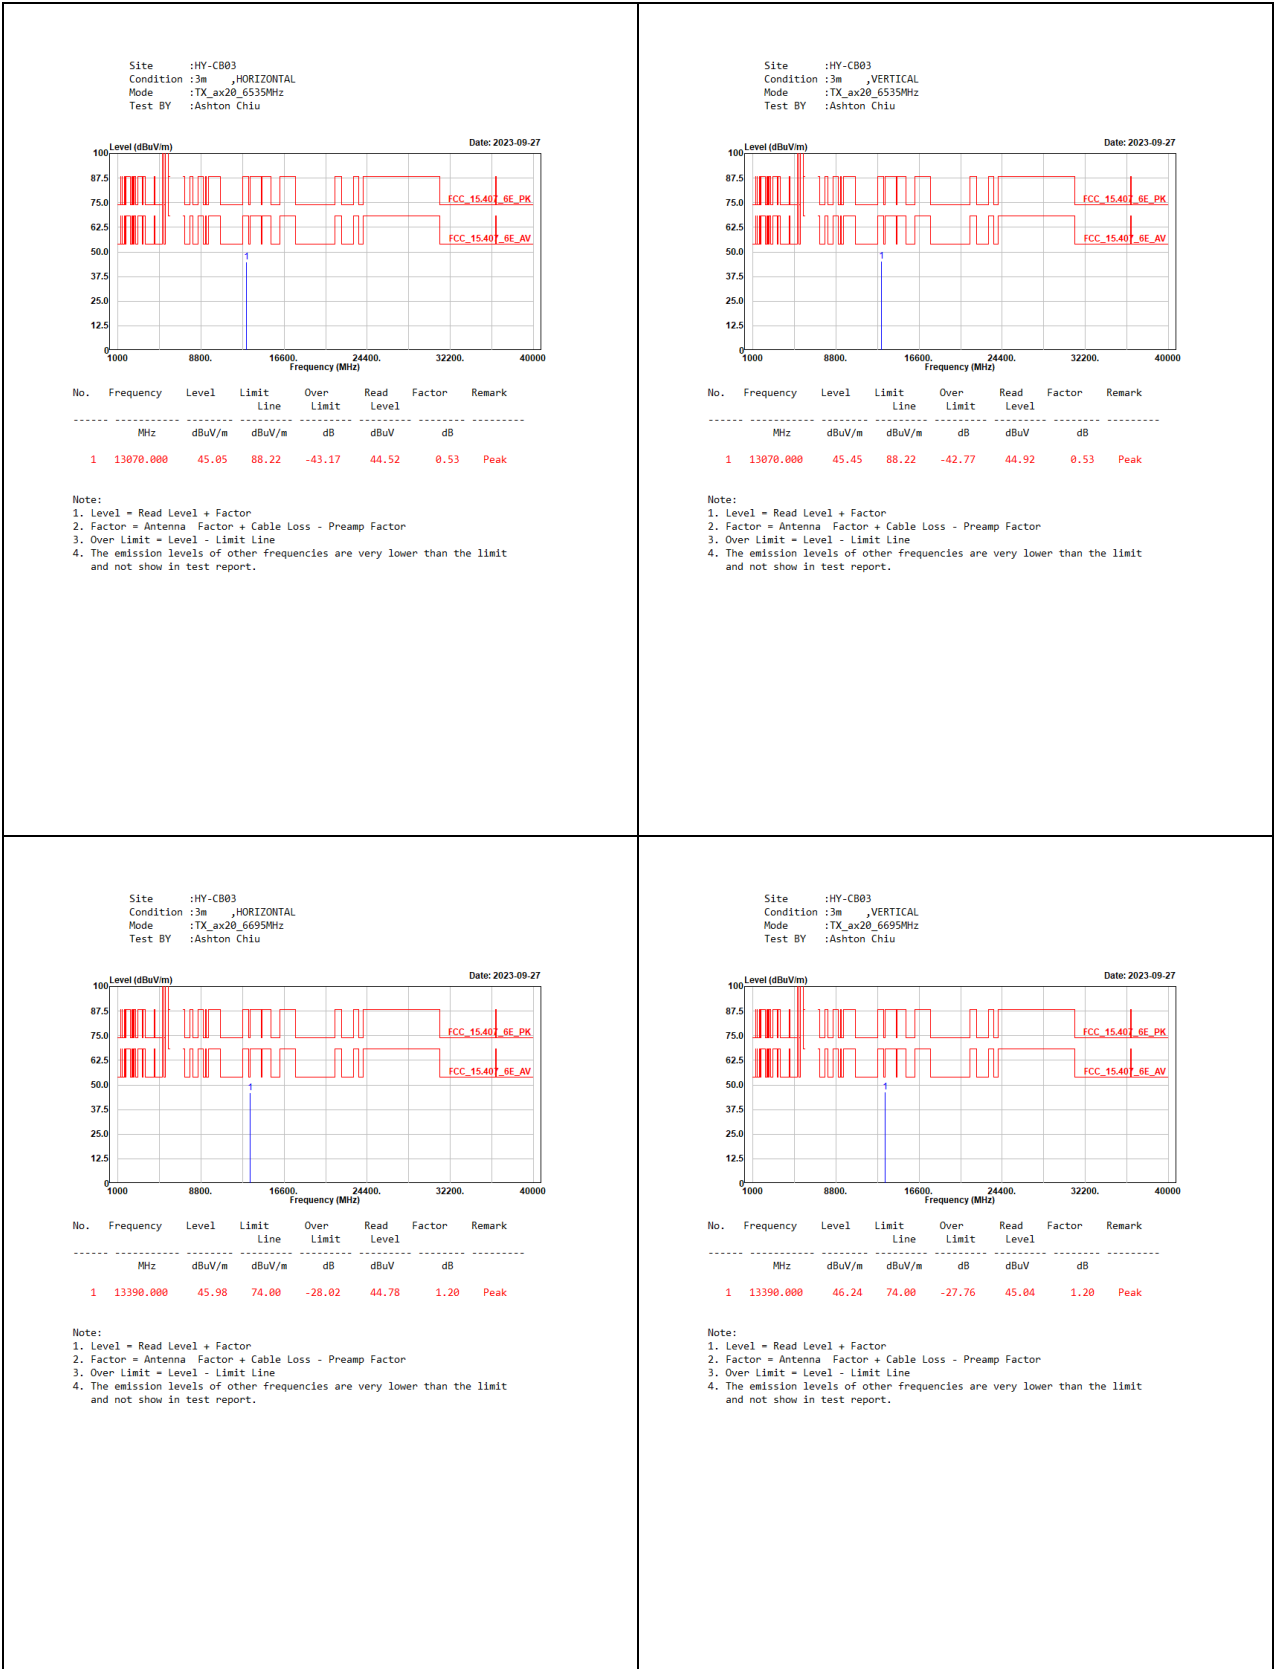 Site :HY-CB03
Condition :3m ,HORIZONTAL
Mode :TX_ax20_6535MHz
Test BY :Ashton Chiu
Level (dBuV/m) Date: 2023-09-27
100
87.5
75.0 FCC_15.407_6E_PK
62.5
FCC_15.407_6E_AV
50.0 1
37.5
25.0
12.5
0
1000 8800. 16600. 24400. 32200. 40000
Frequency (MHz)
No. Frequency Level Limit Over Read Factor Remark
Line Limit Level
------ ----------- -------- --------- --------- --------- -------- ---------
MHz dBuV/m dBuV/m dB dBuV dB
1 13070.000 45.05 88.22 -43.17 44.52 0.53 Peak
Note:
1. Level = Read Level + Factor
2. Factor = Antenna Factor + Cable Loss - Preamp Factor
3. Over Limit = Level - Limit Line
4. The emission levels of other frequencies are very lower than the limit
and not show in test report.
Site :HY-CB03
Condition :3m ,VERTICAL
Mode :TX_ax20_6535MHz
Test BY :Ashton Chiu
Level (dBuV/m) Date: 2023-09-27
100
87.5
75.0 FCC_15.407_6E_PK
62.5
FCC_15.407_6E_AV
50.0 1
37.5
25.0
12.5
0
1000 8800. 16600. 24400. 32200. 40000
Frequency (MHz)
No. Frequency Level Limit Over Read Factor Remark
Line Limit Level
------ ----------- -------- --------- --------- --------- -------- ---------
MHz dBuV/m dBuV/m dB dBuV dB
1 13070.000 45.45 88.22 -42.77 44.92 0.53 Peak
Note:
1. Level = Read Level + Factor
2. Factor = Antenna Factor + Cable Loss - Preamp Factor
3. Over Limit = Level - Limit Line
4. The emission levels of other frequencies are very lower than the limit
and not show in test report.
Site :HY-CB03
Condition :3m ,HORIZONTAL
Mode :TX_ax20_6695MHz
Test BY :Ashton Chiu
Level (dBuV/m) Date: 2023-09-27
100
87.5
75.0 FCC_15.407_6E_PK
62.5
FCC_15.407_6E_AV
50.0 1
37.5
25.0
12.5
0
1000 8800. 16600. 24400. 32200. 40000
Frequency (MHz)
No. Frequency Level Limit Over Read Factor Remark
Line Limit Level
------ ----------- -------- --------- --------- --------- -------- ---------
MHz dBuV/m dBuV/m dB dBuV dB
1 13390.000 45.98 74.00 -28.02 44.78 1.20 Peak
Note:
1. Level = Read Level + Factor
2. Factor = Antenna Factor + Cable Loss - Preamp Factor
3. Over Limit = Level - Limit Line
4. The emission levels of other frequencies are very lower than the limit
and not show in test report.
Site :HY-CB03
Condition :3m ,VERTICAL
Mode :TX_ax20_6695MHz
Test BY :Ashton Chiu
Level (dBuV/m) Date: 2023-09-27
100
87.5
75.0 FCC_15.407_6E_PK
62.5
FCC_15.407_6E_AV
50.0 1
37.5
25.0
12.5
0
1000 8800. 16600. 24400. 32200. 40000
Frequency (MHz)
No. Frequency Level Limit Over Read Factor Remark
Line Limit Level
------ ----------- -------- --------- --------- --------- -------- ---------
MHz dBuV/m dBuV/m dB dBuV dB
1 13390.000 46.24 74.00 -27.76 45.04 1.20 Peak
Note:
1. Level = Read Level + Factor
2. Factor = Antenna Factor + Cable Loss - Preamp Factor
3. Over Limit = Level - Limit Line
4. The emission levels of other frequencies are very lower than the limit
and not show in test report.